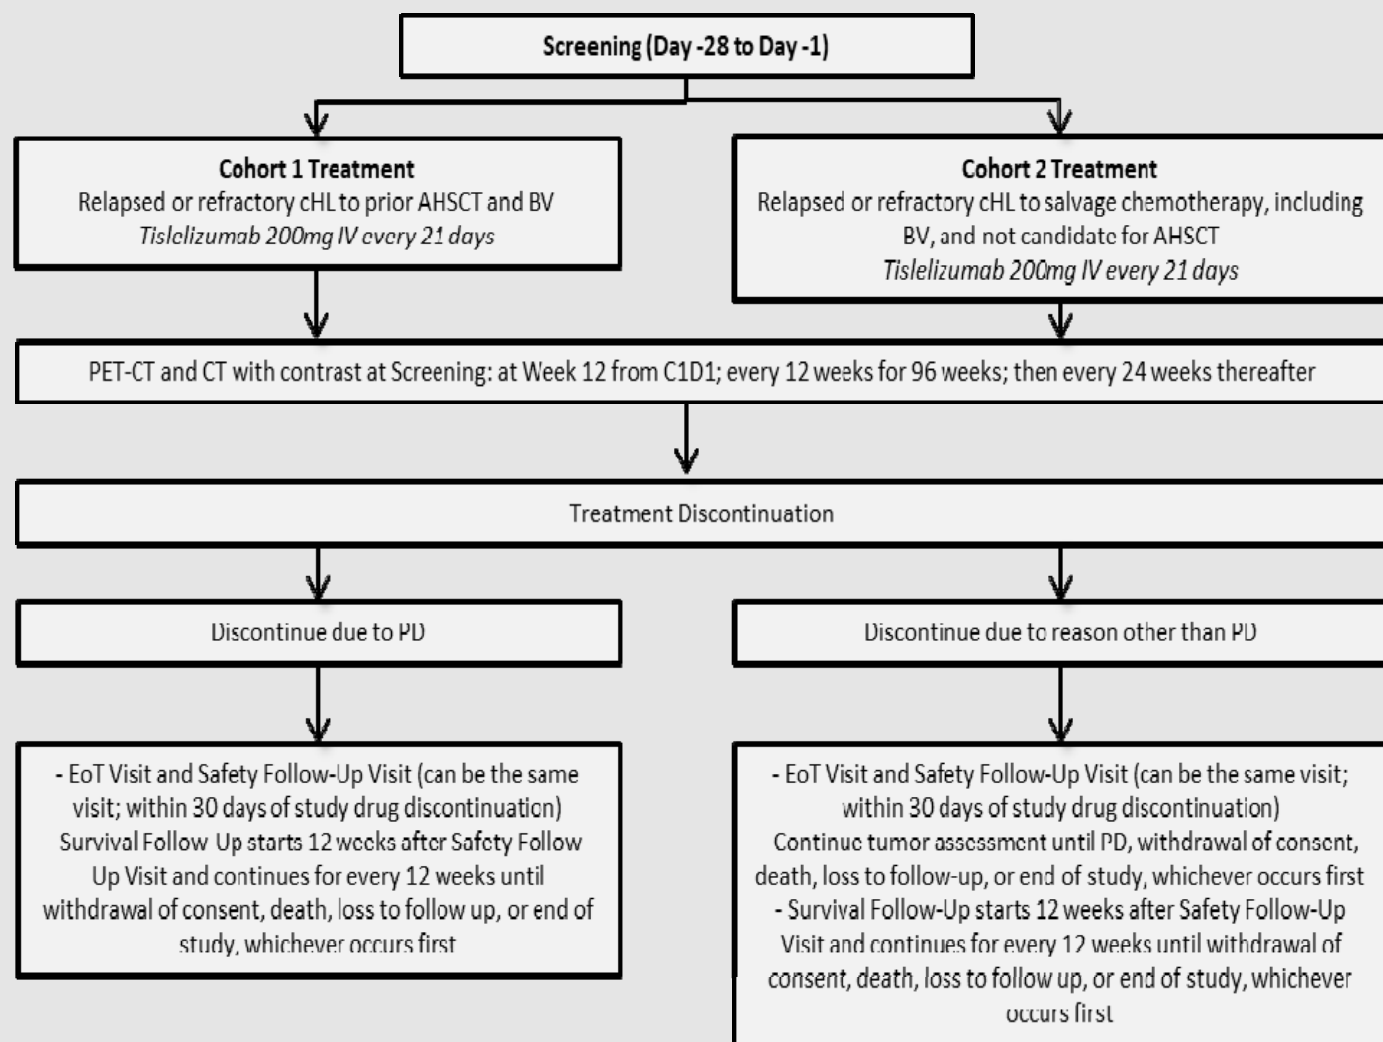 Screening (Day -28 to Day -1)
Cohort 1 Treatment
Relapsed or refractory cHL to prior AHSCT and BV
Tislelizumab 200mg IV every 21 days
Cohort 2 Treatment
Relapsed or refractory cHL to salvage chemotherapy, including
BV, and not candidate for AHSCT
Tislelizumab 200mg IV every 21 days
PET-CT and CT with contrast at Screening: at Week 12 from C1D1; every 12 weeks for 96 weeks; then every 24 weeks thereafter
Treatment Discontinuation
Discontinue due to PD
Discontinue due to reason other than PD
- EoT Visit and Safety Follow-Up Visit (can be the same
visit; within 30 days of study drug discontinuation)
Survival Follow Up starts 12 weeks after Safety Follow
Up Visit and continues for every 12 weeks until
withdrawal of consent, death, loss to follow up, or end of
study, whichever occurs first
- EoT Visit and Safety Follow-Up Visit (can be the same visit;
within 30 days of study drug discontinuation)
Continue tumor assessment until PD, withdrawal of consent,
death, loss to follow-up, or end of study, whichever occurs first
- Survival Follow-Up starts 12 weeks after Safety Follow-Up
Visit and continues for every 12 weeks until withdrawal of
consent, death, loss to follow up, or end of study, whichever
occurs first